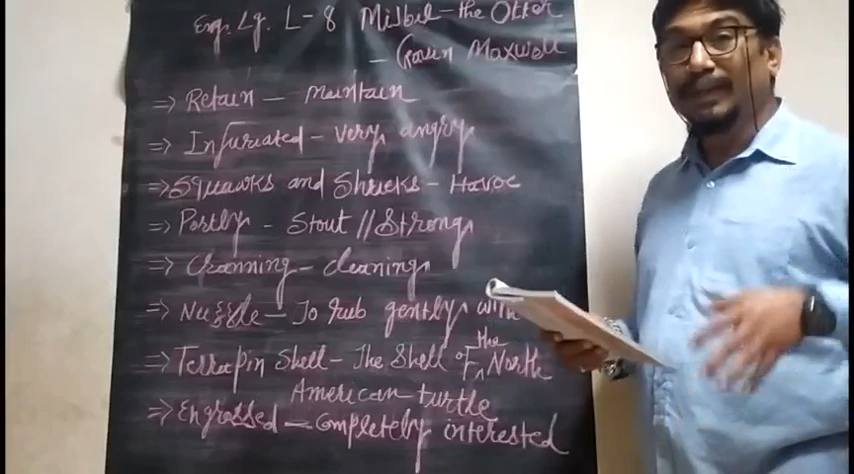 Eng. Lg. L-8 Mijbil - the Otter
- Gavin Maxwell
=> Retain - Maintain
=> Infuriated - very angry
=> Squawks and Shrieks - Havoc
=> Portly - Stout // Strong
=> Cranning - cleaning
=> Nuzzle - To rub gently with
=> Terrapin Shell - The Shell of the North
American turtle
=> Engrossed - Completely interested